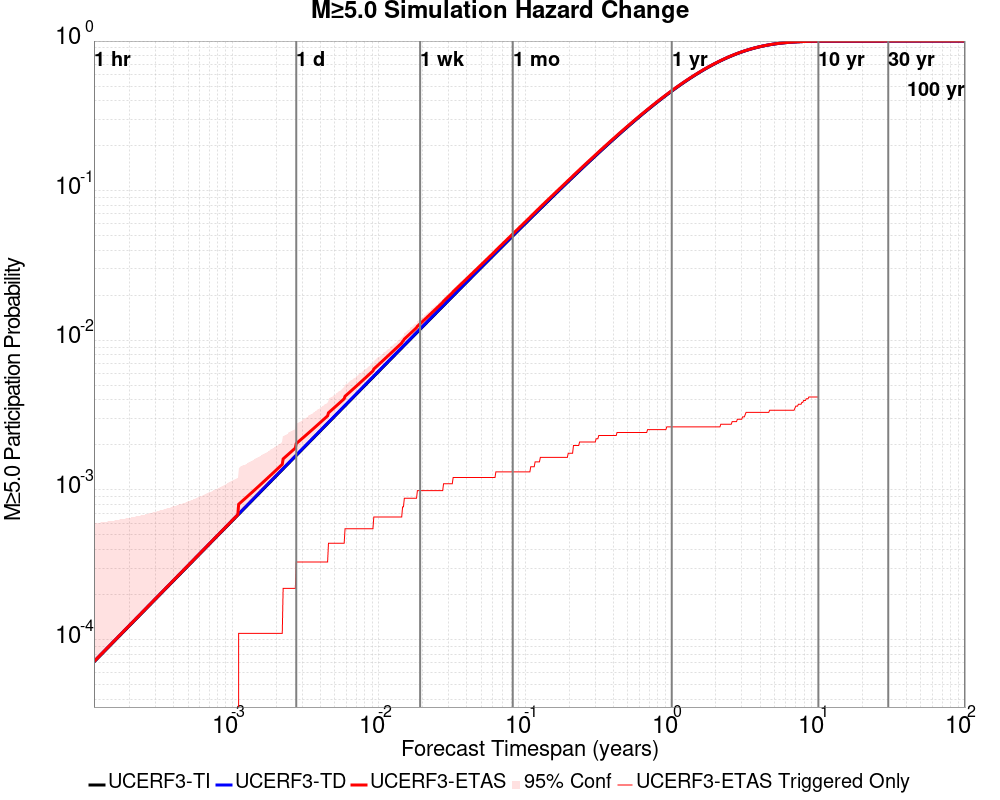 M≥5.0 Simulation Hazard Change
10^0
1 hr
1 d
1 wk
1 mo
1 yr
10 yr
30 yr
100 yr
10^-1
M≥5.0 Participation Probability
10^-2
10^-3
10^-4
10^-3
10^-2
10^-1
10^0
10^1
10^2
Forecast Timespan (years)
UCERF3-TI
UCERF3-TD
UCERF3-ETAS
95% Conf
UCERF3-ETAS Triggered Only